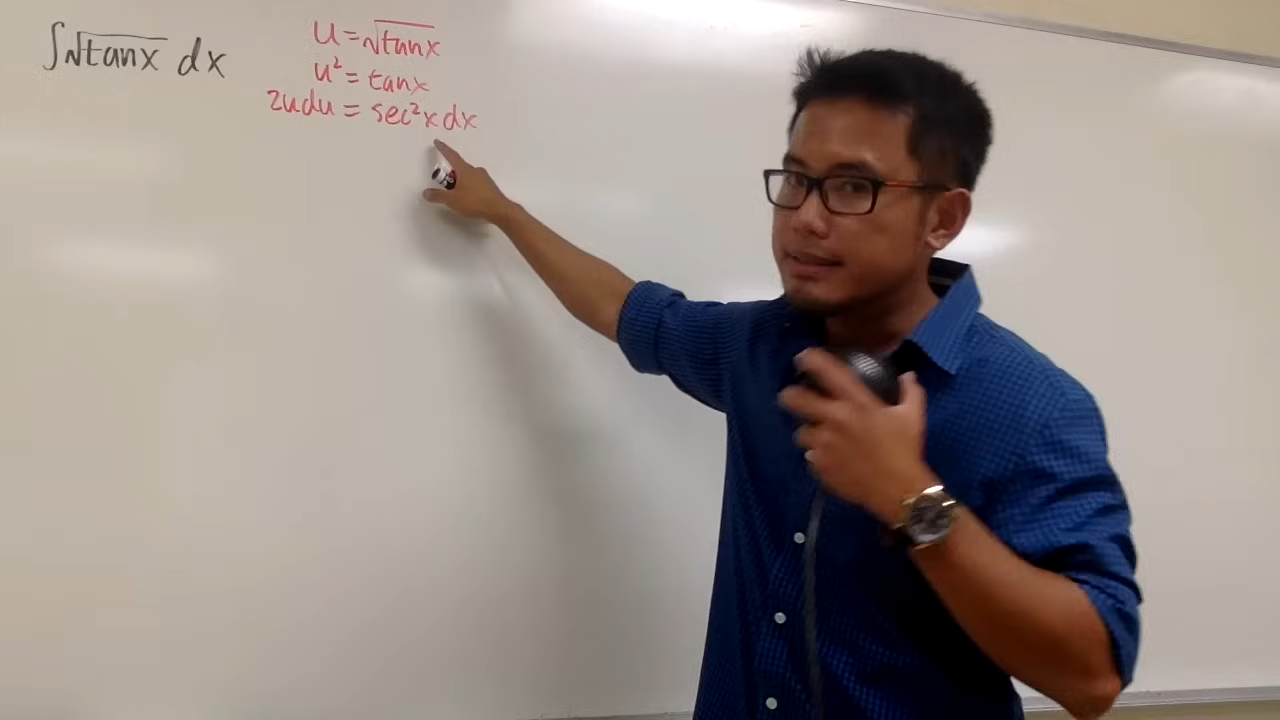 ∫√tanx dx
u = √tanx
u² = tanx
2udu = sec²x dx